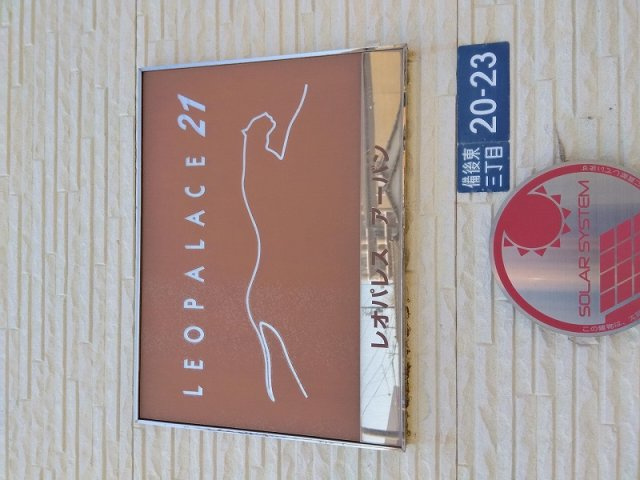 LEOPALACE 21
レオパレス アーバン
備後東
三丁目
20-23
SOLAR SYSTEM